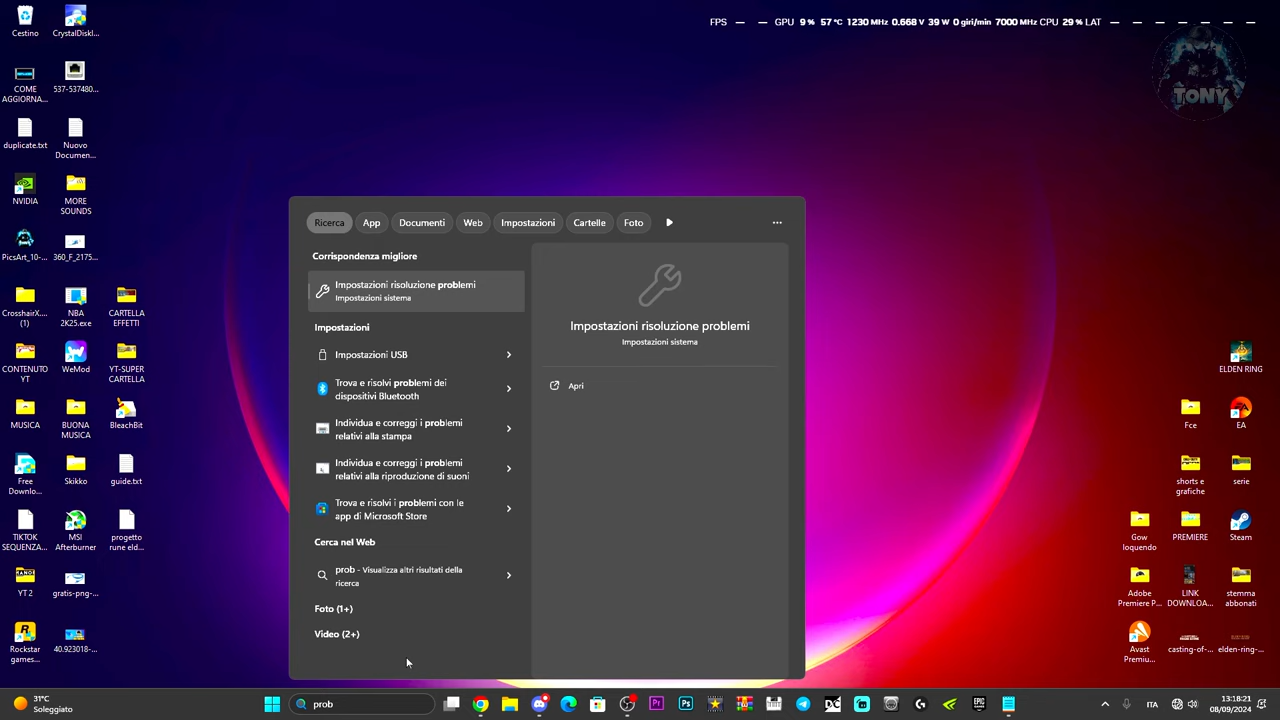 FPS — — GPU 9 % 57 °C 1230 MHz 0.668 V 39 W 0 giri/min 7000 MHz CPU 29 % LAT — — — — — — —
TONY
Cestino
CrystalDiskI...
COME
AGGIORNA...
537-537480...
duplicate.txt
Nuovo
Documen...
NVIDIA
MORE
SOUNDS
PicsArt_10-...
360_F_2175...
CrosshairX....
(1)
NBA
2K25.exe
CARTELLA
EFFETTI
CONTENUTO
YT
WeMod
YT-SUPER
CARTELLA
MUSICA
BUONA
MUSICA
BleachBit
Free
Downlo...
Skikko
guide.txt
TIKTOK
SEQUENZA...
MSI
Afterburner
progetto
rune eld...
YT 2
gratis-png-...
Rockstar
games...
40.923018-...
Ricerca
App
Documenti
Web
Impostazioni
Cartelle
Foto
Corrispondenza migliore
Impostazioni risoluzione problemi
Impostazioni sistema
Impostazioni
Impostazioni USB
Trova e risolvi problemi dei
dispositivi Bluetooth
Individua e correggi i problemi
relativi alla stampa
Individua e correggi i problemi
relativi alla riproduzione di suoni
Trova e risolvi i problemi con le
app di Microsoft Store
Cerca nel Web
prob - Visualizza altri risultati della
ricerca
Foto (1+)
Video (2+)
Impostazioni risoluzione problemi
Impostazioni sistema
Apri
ELDEN RING
Fce
EA
shorts e
grafiche
serie
Gow
loquendo
PREMIERE
Steam
Adobe
Premiere P...
LINK
DOWNLOA...
stemma
abbonati
Avast
Premiu...
casting-of-...
elden-ring-...
31°C
Soleggiato
prob
ITA
13:18:21
08/09/2024